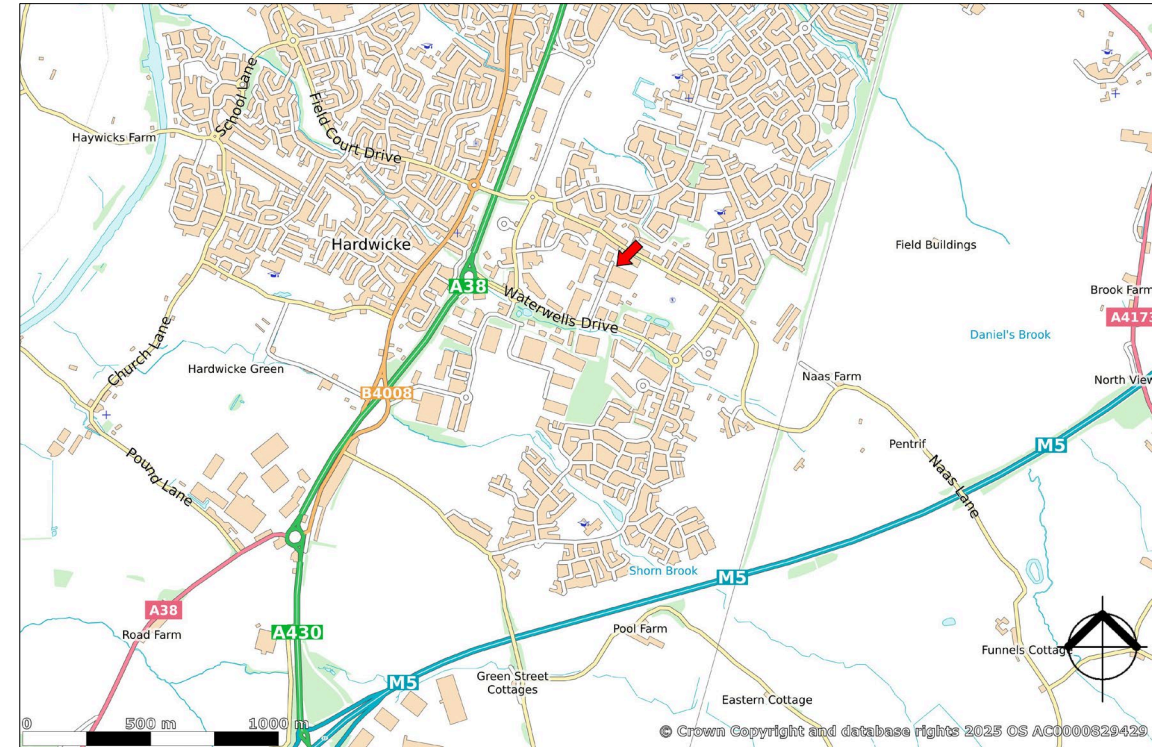 School Lane
Field Court Drive
Haywicks Farm
Hardwicke
Field Buildings
A38
Waterwells Drive
Brook Farm
A4173
Daniel's Brook
Church Lane
Hardwicke Green
Naas Farm
North View
B4008
Pentrif
M5
Pound Lane
Naas Lane
Shorn Brook
M5
A38
Road Farm
A430
Pool Farm
Funnels Cottage
M5
Green Street
Cottages
Eastern Cottage
0 500 m 1000 m
© Crown Copyright and database rights 2025 OS AC0000829429